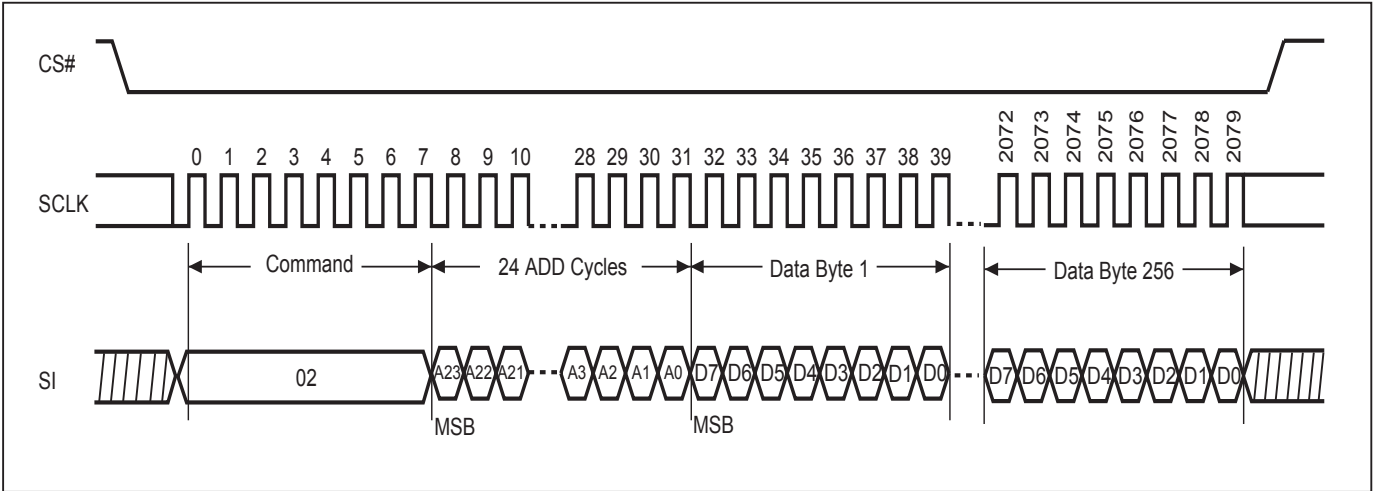 CS#
2072 2073 2074 2075 2076 2077 2078 2079
0 1 2 3 4 5 6 7 8 9 10 28 29 30 31 32 33 34 35 36 37 38 39
SCLK
Command 24 ADD Cycles Data Byte 1 Data Byte 256
SI 02 A23 A22 A21 A3 A2 A1 A0 D7 D6 D5 D4 D3 D2 D1 D0 D7 D6 D5 D4 D3 D2 D1 D0
MSB MSB